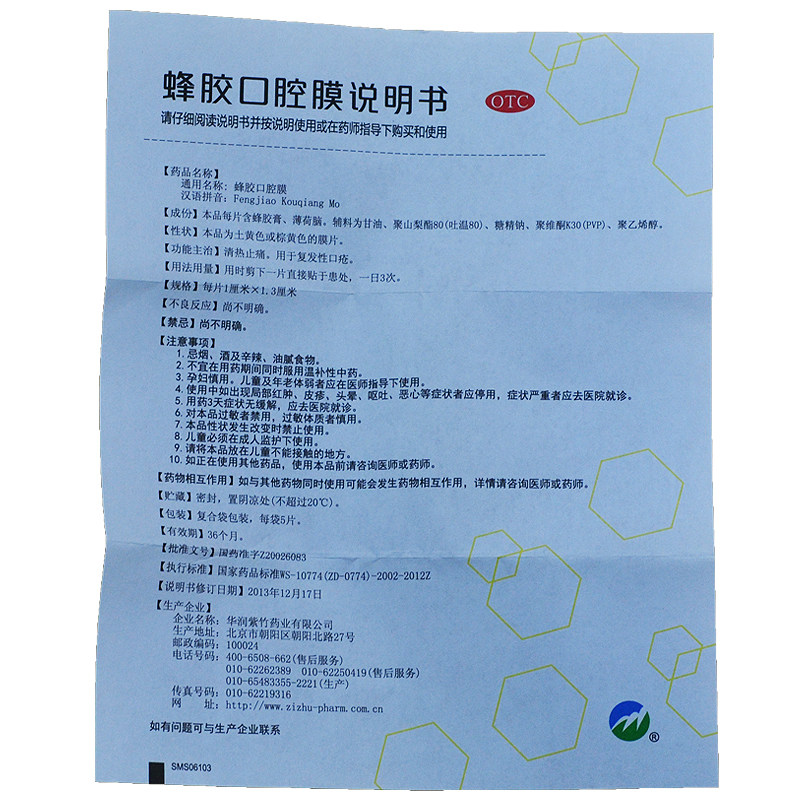 蜂胶口腔膜说明书
OTC
请仔细阅读说明书并按说明使用或在药师指导下购买和使用
【药品名称】
通用名称：蜂胶口腔膜
汉语拼音：Fengjiao Kouqiang Mo
【成份】本品每片含蜂胶膏、薄荷脑。辅料为甘油、聚山梨酯80(吐温80)、糖精钠、聚维酮K30(PVP)、聚乙烯醇。
【性状】本品为土黄色或棕黄色的膜片。
【功能主治】清热止痛。用于复发性口疮。
【用法用量】用时剪下一片直接贴于患处，一日3次。
【规格】每片1厘米×1.3厘米
【不良反应】尚不明确。
【禁忌】尚不明确。
【注意事项】
1. 忌烟、酒及辛辣、油腻食物。
2. 不宜在用药期间同时服用温补性中药。
3. 孕妇慎用。儿童及年老体弱者应在医师指导下使用。
4. 使用中如出现局部红肿、皮疹、头晕、呕吐、恶心等症状者应停用，症状严重者应去医院就诊。
5. 用药3天症状无缓解，应去医院就诊。
6. 对本品过敏者禁用，过敏体质者慎用。
7. 本品性状发生改变时禁止使用。
8. 儿童必须在成人监护下使用。
9. 请将本品放在儿童不能接触的地方。
10. 如正在使用其他药品，使用本品前请咨询医师或药师。
【药物相互作用】如与其他药物同时使用可能会发生药物相互作用，详情请咨询医师或药师。
【贮藏】密封，置阴凉处(不超过20℃)。
【包装】复合袋包装，每袋5片。
【有效期】36个月。
【批准文号】国药准字Z20026083
【执行标准】国家药品标准WS-10774(ZD-0774)-2002-2012Z
【说明书修订日期】2013年12月17日
【生产企业】
企业名称：华润紫竹药业有限公司
生产地址：北京市朝阳区朝阳北路27号
邮政编码：100024
电话号码：400-6508-662(售后服务)
010-62262389 010-62250419(售后服务)
010-65483355-2221(生产)
传真号码：010-62219316
网 址：http://www.zizhu-pharm.com.cn
如有问题可与生产企业联系
®
SMS06103